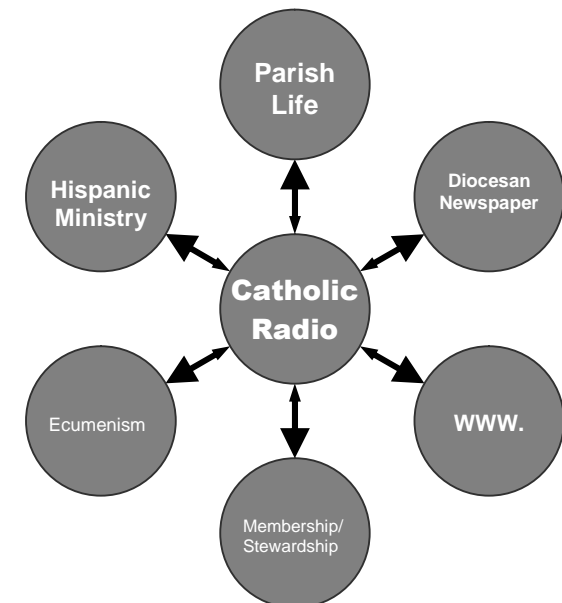 Parish
Life
Hispanic
Ministry
Diocesan
Newspaper
Catholic
Radio
Ecumenism
WWW.
Membership/
Stewardship